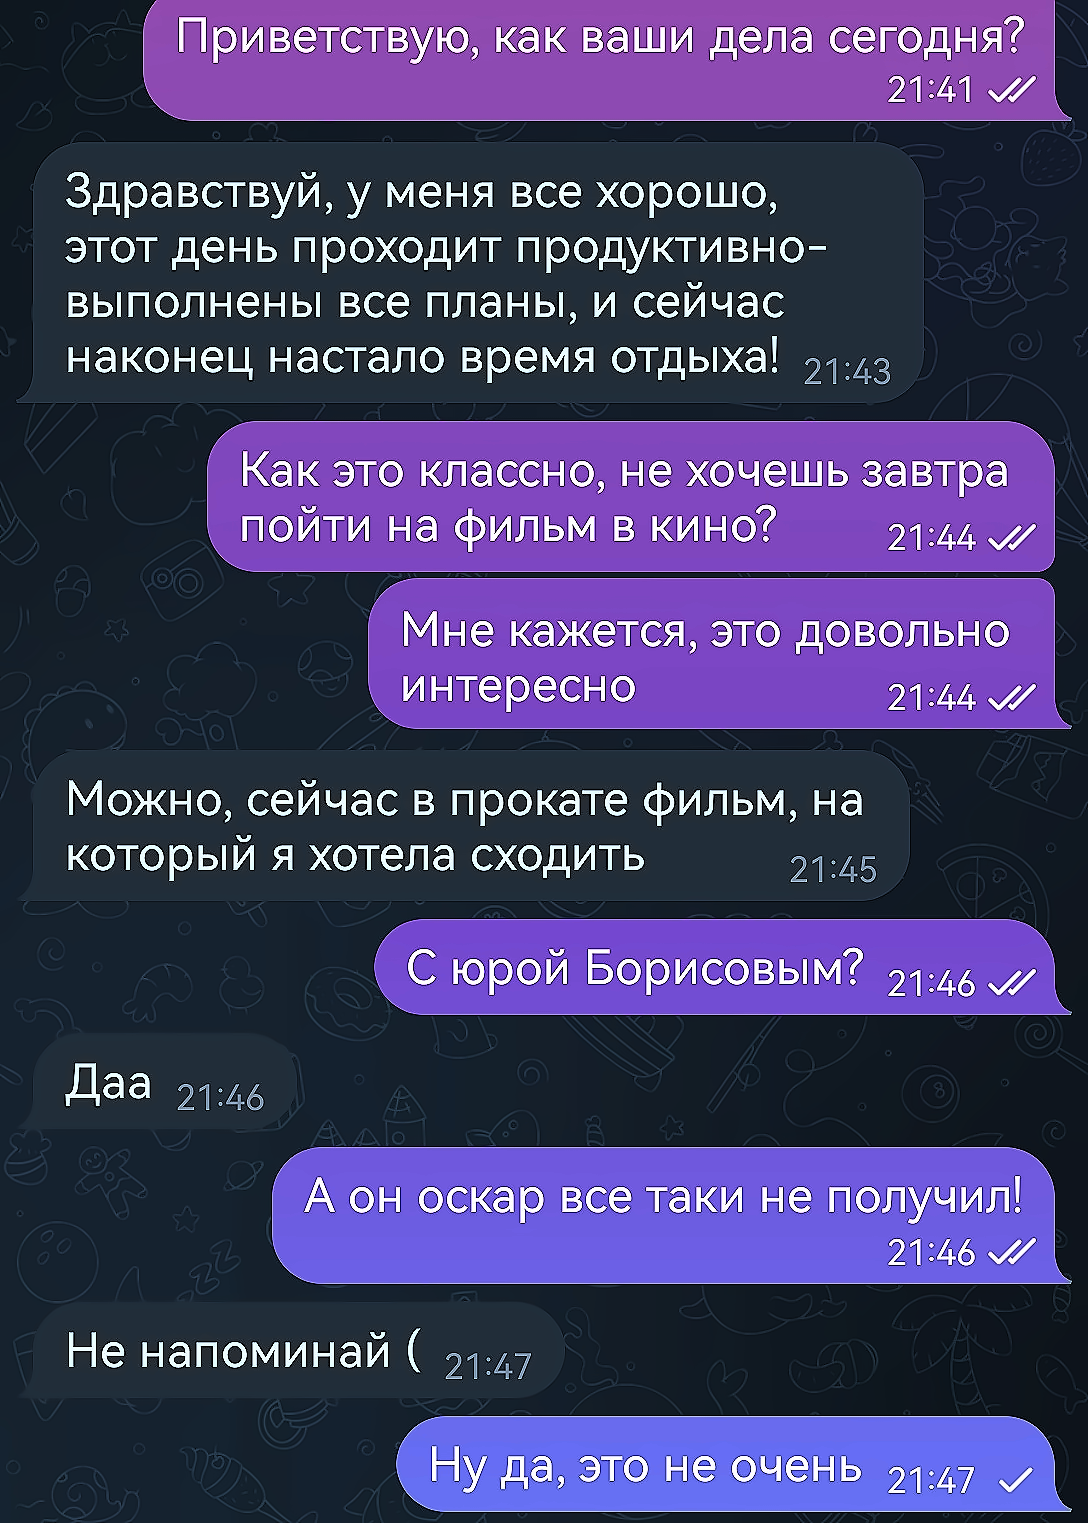 Приветствую, как ваши дела сегодня?
21:41
Здравствуй, у меня все хорошо,
этот день проходит продуктивно-
выполнены все планы, и сейчас
наконец настало время отдыха! 21:43
Как это классно, не хочешь завтра
пойти на фильм в кино? 21:44
Мне кажется, это довольно
интересно 21:44
Можно, сейчас в прокате фильм, на
который я хотела сходить 21:45
С юрой Борисовым? 21:46
Даа 21:46
А он оскар все таки не получил!
21:46
Не напоминай ( 21:47
Ну да, это не очень 21:47